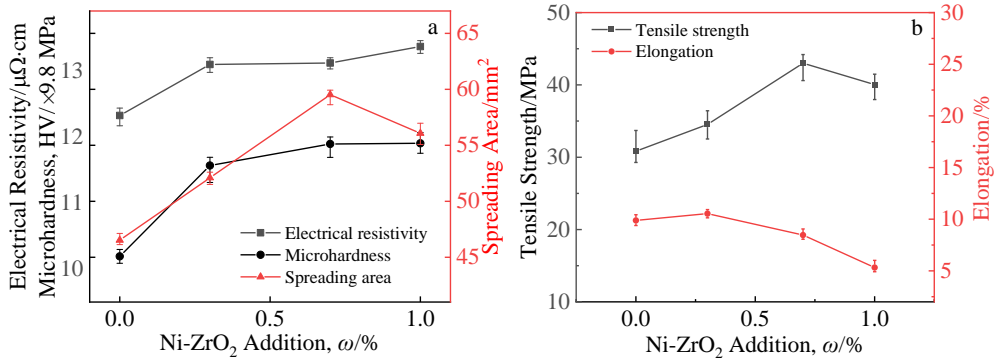 a
Electrical Resistivity/μΩ·cm
Microhardness, HV/×9.8 MPa
13
12
11
10
65
60
55
50
45
Spreading Area/mm²
Electrical resistivity
Microhardness
Spreading area
0.0 0.5 1.0
Ni-ZrO₂ Addition, ω/%
b
Tensile Strength/MPa
50
40
30
20
10
30
25
20
15
10
5
0
Elongation/%
Tensile strength
Elongation
0.0 0.5 1.0
Ni-ZrO₂ Addition, ω/%